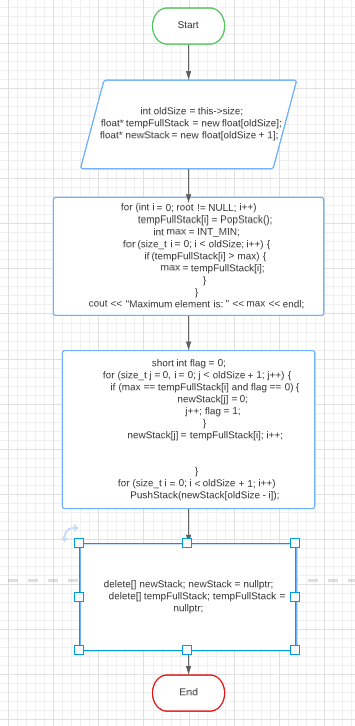 Start
int oldSize = this->size;
float* tempFullStack = new float[oldSize];
float* newStack = new float[oldSize + 1];
for (int i = 0; root != NULL; i++)
tempFullStack[i] = PopStack();
int max = INT_MIN;
for (size_t i = 0; i < oldSize; i++) {
if (tempFullStack[i] > max) {
max = tempFullStack[i];
}
}
cout << "Maximum element is: " << max << endl;
short int flag = 0;
for (size_t j = 0, i = 0; j < oldSize + 1; j++) {
if (max == tempFullStack[i] and flag == 0) {
newStack[j] = 0;
j++; flag = 1;
}
newStack[j] = tempFullStack[i]; i++;
}
for (size_t i = 0; i < oldSize + 1; i++)
PushStack(newStack[oldSize - i]);
delete[] newStack; newStack = nullptr;
delete[] tempFullStack; tempFullStack =
nullptr;
End